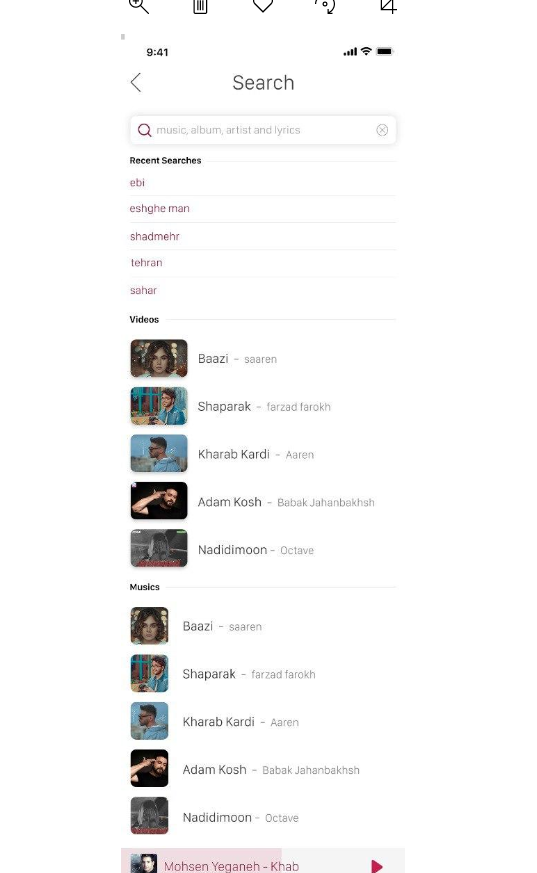 9:41
Search
music, album, artist and lyrics
Recent Searches
ebi
eshghe man
shadmehr
tehran
sahar
Videos
Baazi - saaren
Shaparak - farzad farokh
Kharab Kardi - Aaren
Adam Kosh - Babak Jahanbakhsh
Nadidimoon - Octave
Musics
Baazi - saaren
Shaparak - farzad farokh
Kharab Kardi - Aaren
Adam Kosh - Babak Jahanbakhsh
Nadidimoon - Octave
Mohsen Yeganeh - Khab